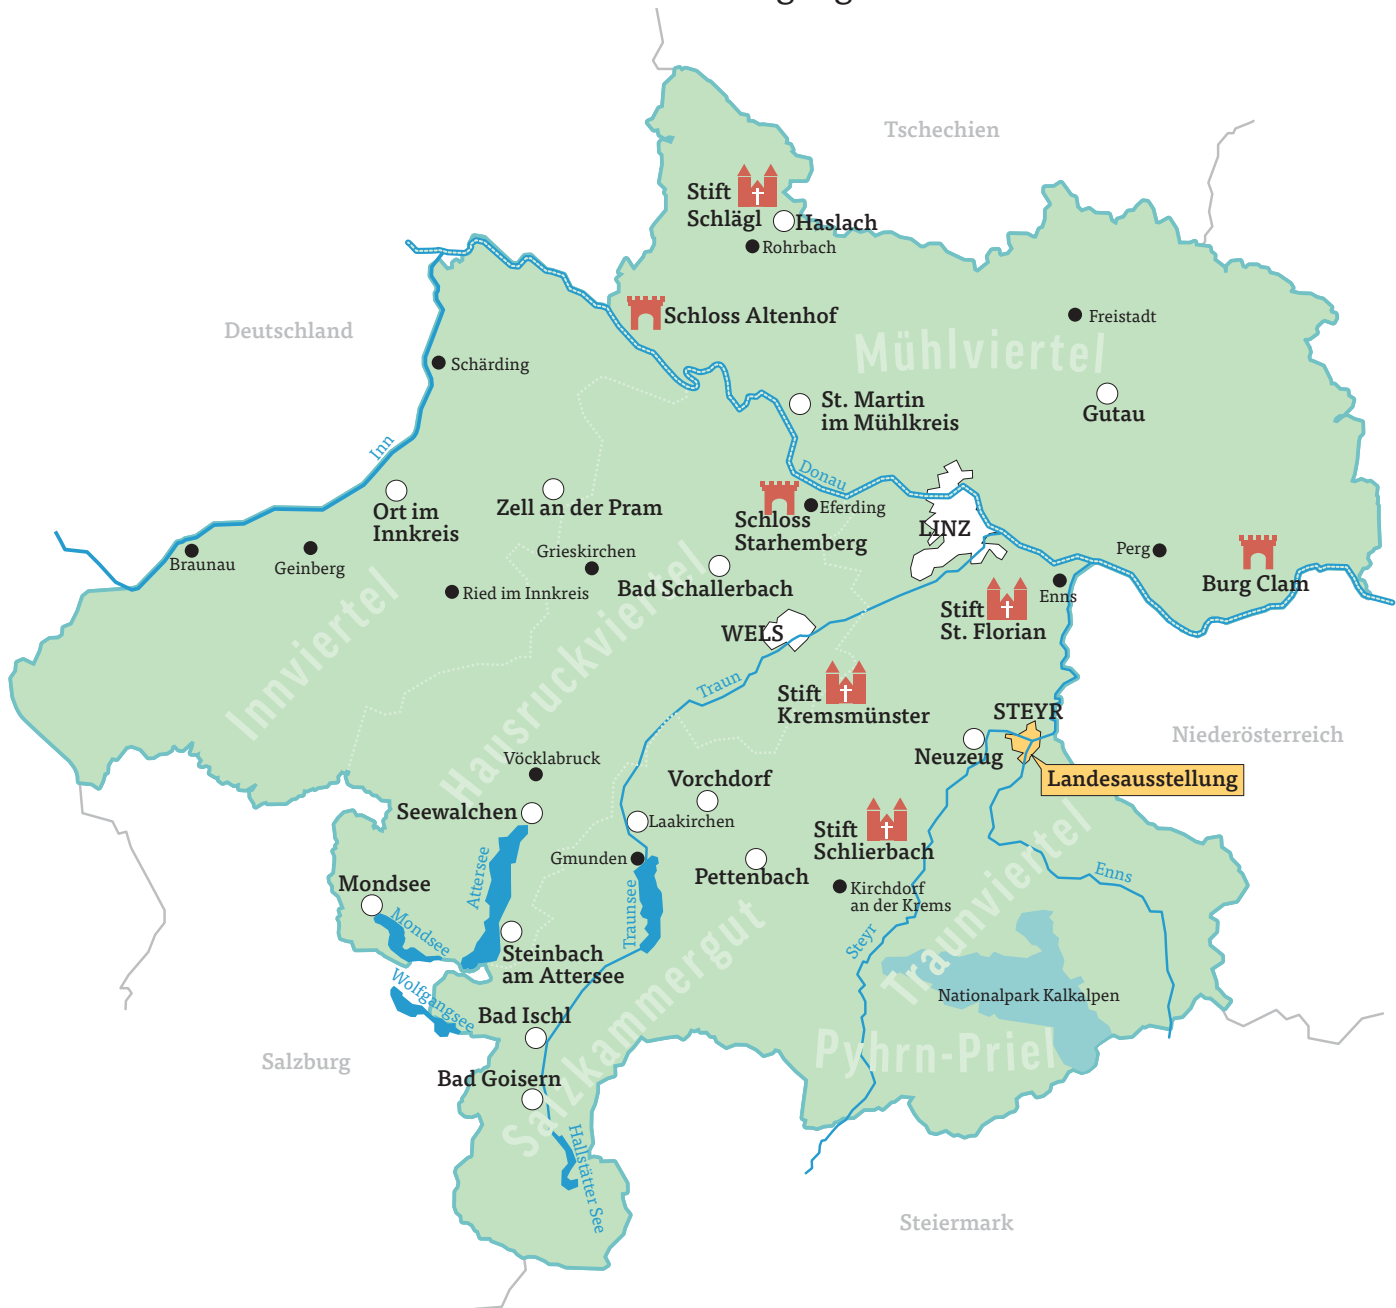 Tschechien
Stift
Schlägl
Haslach
Rohrbach
Schloss Altenhof
Freistadt
Deutschland
Mühlviertel
Schärding
St. Martin
im Mühlkreis
Gutau
Inn
Donau
Ort im
Innkreis
Zell an der Pram
Schloss
Starhemberg
Eferding
LINZ
Braunau
Geinberg
Grieskirchen
Ried im Innkreis
Bad Schallerbach
Perg
Burg Clam
Enns
Stift
St. Florian
WELS
Innviertel
Hausruckviertel
Traun
Stift
Kremsmünster
STEYR
Neuzeug
Niederösterreich
Landesausstellung
Vöcklabruck
Vorchdorf
Seewalchen
Laakirchen
Stift
Schlierbach
Gmunden
Pettenbach
Attersee
Traunsee
Mondsee
Mondsee
Kirchdorf
an der Krems
Enns
Traunviertel
Steyr
Steinbach
am Attersee
Wolfgangsee
Nationalpark Kalkalpen
Bad Ischl
Salzkammergut
Pyhrn-Priel
Salzburg
Bad Goisern
Hallstätter See
Steiermark